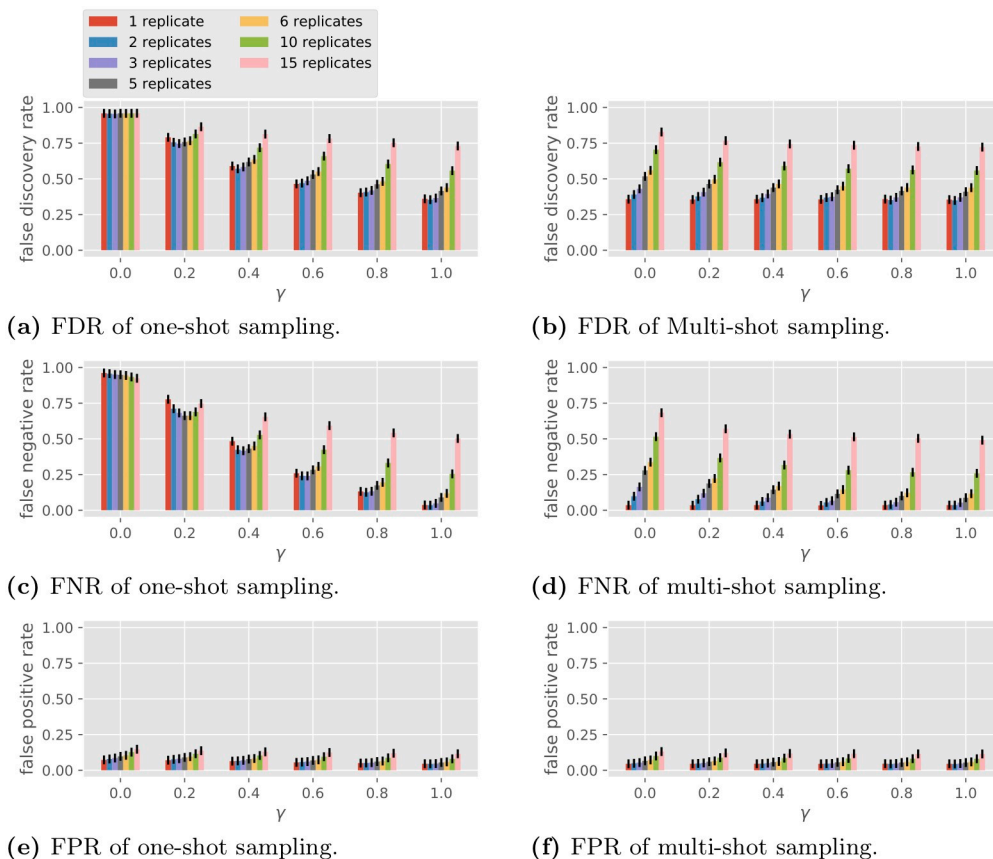 1 replicate
2 replicates
3 replicates
5 replicates
6 replicates
10 replicates
15 replicates
false discovery rate
1.00
0.75
0.50
0.25
0.00
0.0 0.2 0.4 0.6 0.8 1.0
γ
(a) FDR of one-shot sampling.
false discovery rate
1.00
0.75
0.50
0.25
0.00
0.0 0.2 0.4 0.6 0.8 1.0
γ
(b) FDR of Multi-shot sampling.
false negative rate
1.00
0.75
0.50
0.25
0.00
0.0 0.2 0.4 0.6 0.8 1.0
γ
(c) FNR of one-shot sampling.
false negative rate
1.00
0.75
0.50
0.25
0.00
0.0 0.2 0.4 0.6 0.8 1.0
γ
(d) FNR of multi-shot sampling.
false positive rate
1.00
0.75
0.50
0.25
0.00
0.0 0.2 0.4 0.6 0.8 1.0
γ
(e) FPR of one-shot sampling.
false positive rate
1.00
0.75
0.50
0.25
0.00
0.0 0.2 0.4 0.6 0.8 1.0
γ
(f) FPR of multi-shot sampling.